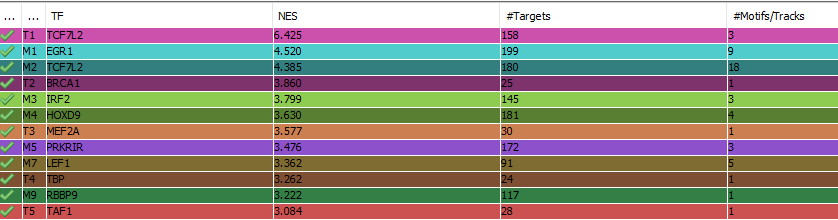 ... ... TF NES #Targets #Motifs/Tracks
T1 TCF7L2 6.425 158 3
M1 EGR1 4.520 199 9
M2 TCF7L2 4.385 180 18
T2 BRCA1 3.860 25 1
M3 IRF2 3.799 145 3
M4 HOXD9 3.630 181 4
T3 MEF2A 3.577 30 1
M5 PRKRIR 3.476 172 3
M7 LEF1 3.362 91 5
T4 TBP 3.262 24 1
M9 RBBP9 3.222 117 1
T5 TAF1 3.084 28 1